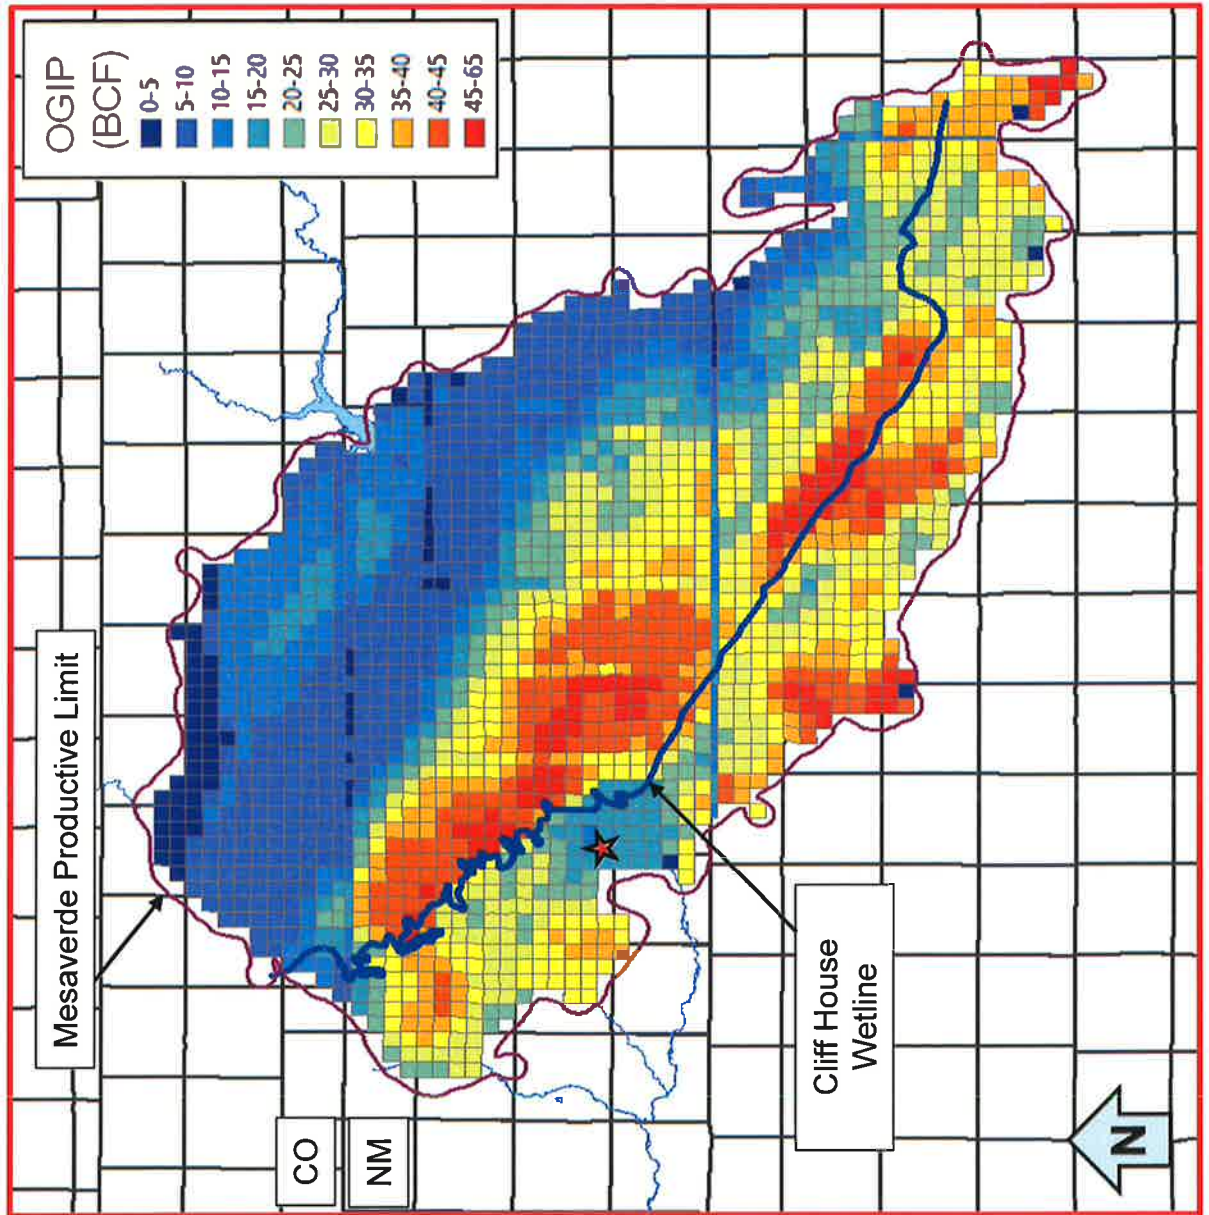 OGIP
(BCF)
0-5
5-10
10-15
15-20
20-25
25-30
30-35
35-40
40-45
45-65
Mesaverde Productive Limit
CO
NM
Cliff House
Wetline
N